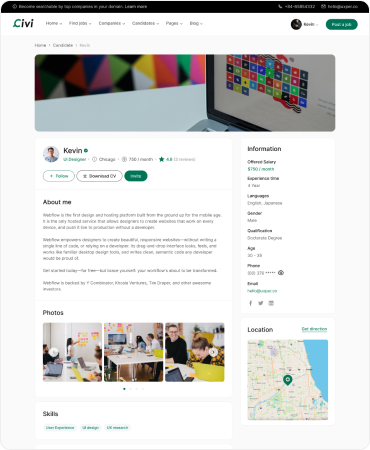 Become searchable by top companies in your domain. Learn more
+84-65854332
hello@uxper.co
Civi
Home
Find jobs
Companies
Candidates
Pages
Blog
Kevin
Post a job
Home / Candidate / Kevin
Kevin
UI Designer
Chicago
750 / month
4.8 (3 reviews)
+ Follow
Download CV
Invite
About me
Webflow is the first design and hosting platform built from the ground up for the mobile age.
It is the only hosted service that allows designers to create websites that work on every
device, and push it live to production without a developer.
Webflow empowers designers to create beautiful, responsive websites—without writing a
single line of code, or relying on a developer. Its drag-and-drop interface looks, feels, and
works like familiar desktop design tools, and writes clean, semantic code any developer
would be proud of.
Get started today—for free—but brace yourself: your workflow's about to be transformed.
Webflow is backed by Y Combinator, Khosla Ventures, Tim Draper, and other awesome
investors.
Photos
Skills
User Experience
UI design
UX research
Information
Offered Salary
$750 / month
Experience time
4 Year
Languages
English, Japanese
Gender
Male
Qualification
Doctorate Degree
Age
30 - 35
Phone
Email
hello@uxper.co
Location
Get direction